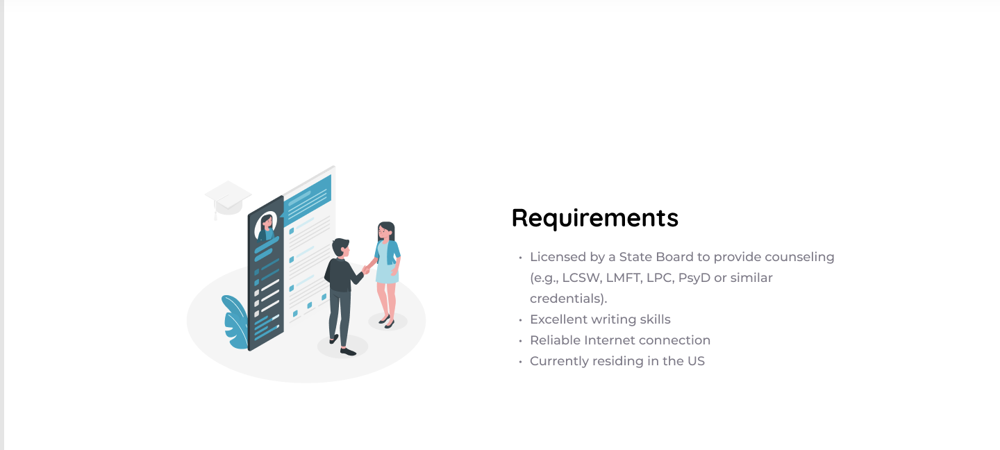 Requirements
• Licensed by a State Board to provide counseling
(e.g., LCSW, LMFT, LPC, PsyD or similar
credentials).
• Excellent writing skills
• Reliable Internet connection
• Currently residing in the US